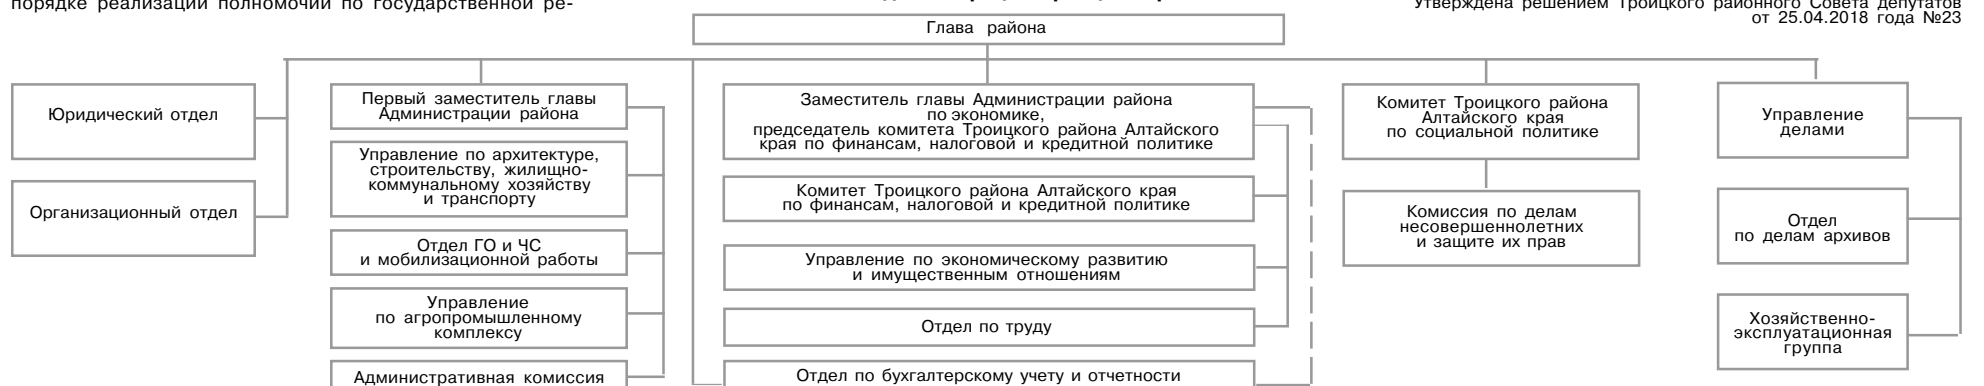 порядке реализации полномочий по государственной ре-
Утверждена решением Троицкого районного Совета депутатов
от 25.04.2018 года №23
Глава района
Юридический отдел
Организационный отдел
Первый заместитель главы
Администрации района
Управление по архитектуре,
строительству, жилищно-
коммунальному хозяйству
и транспорту
Отдел ГО и ЧС
и мобилизационной работы
Управление
по агропромышленному
комплексу
Административная комиссия
Заместитель главы Администрации района
по экономике,
председатель комитета Троицкого района Алтайского
края по финансам, налоговой и кредитной политике
Комитет Троицкого района Алтайского края
по финансам, налоговой и кредитной политике
Управление по экономическому развитию
и имущественным отношениям
Отдел по труду
Отдел по бухгалтерскому учету и отчетности
Комитет Троицкого района
Алтайского края
по социальной политике
Комиссия по делам
несовершеннолетних
и защите их прав
Управление
делами
Отдел
по делам архивов
Хозяйственно-
эксплуатационная
группа